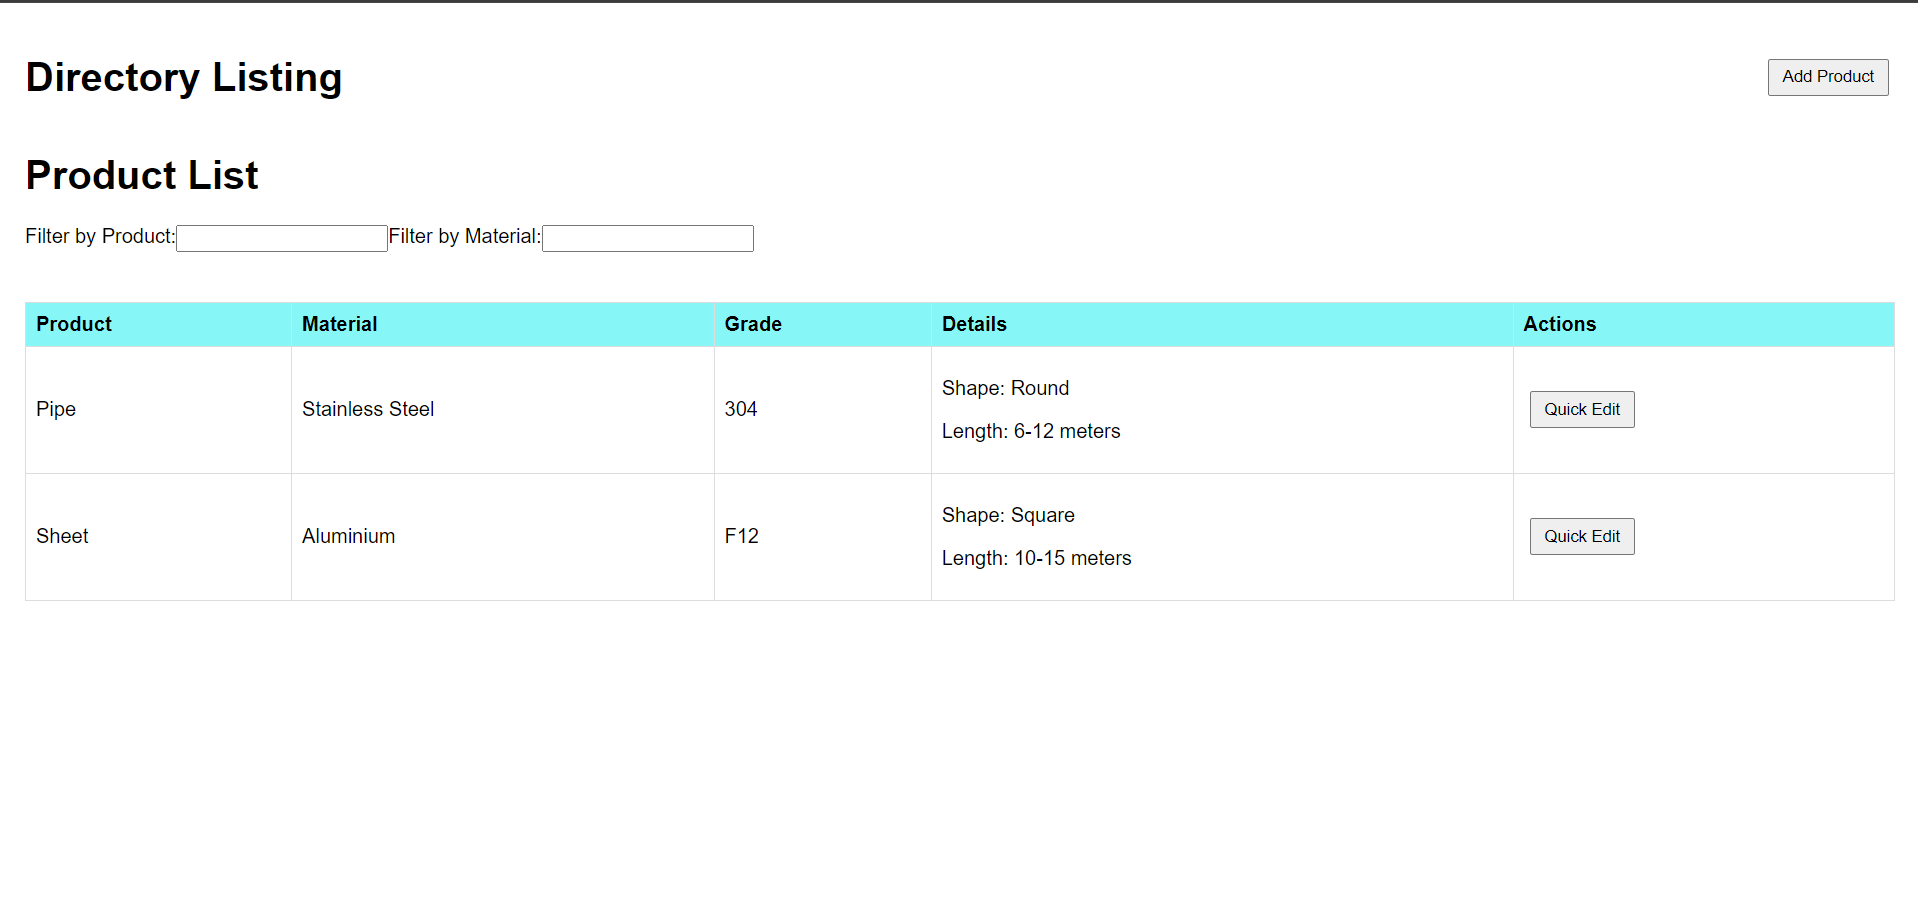 Directory Listing
Add Product
Product List
Filter by Product: Filter by Material:
Product Material Grade Details Actions
Pipe Stainless Steel 304 Shape: Round
Length: 6-12 meters
Quick Edit
Sheet Aluminium F12 Shape: Square
Length: 10-15 meters
Quick Edit